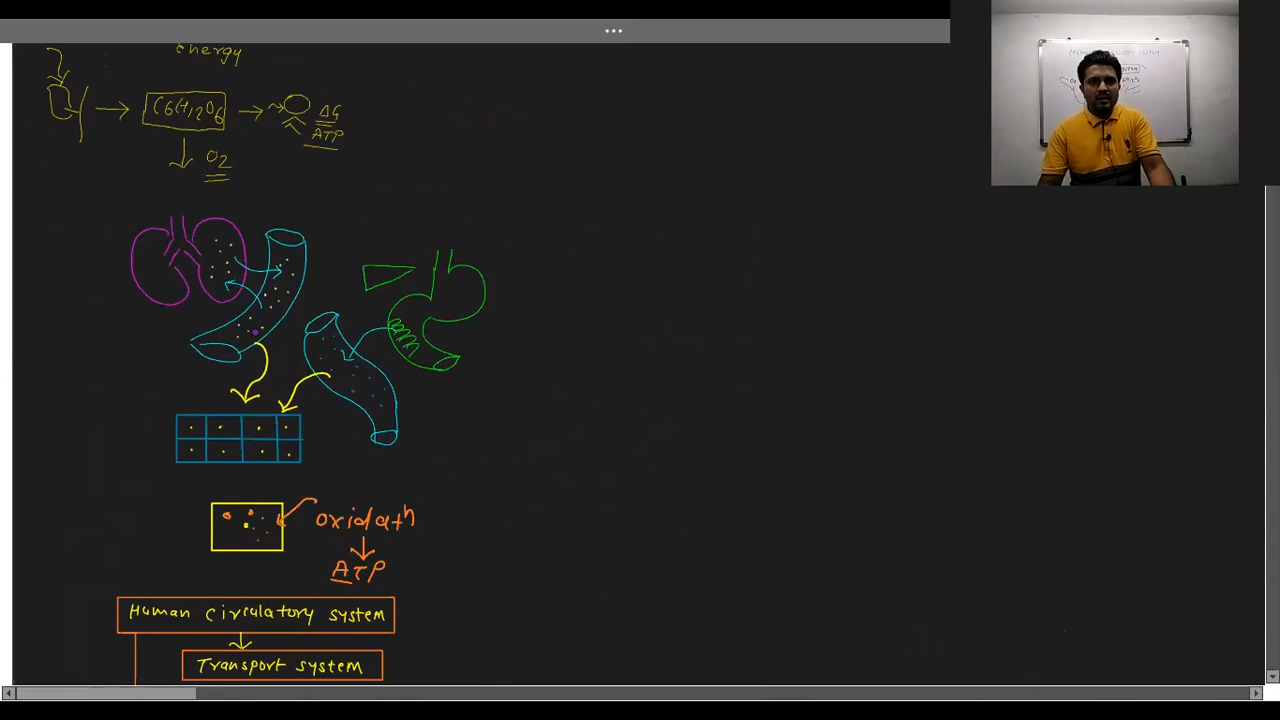 Energy
C6H12O6
ΔG
ATP
O2
oxidatn
ATP
Human circulatory system
Transport system